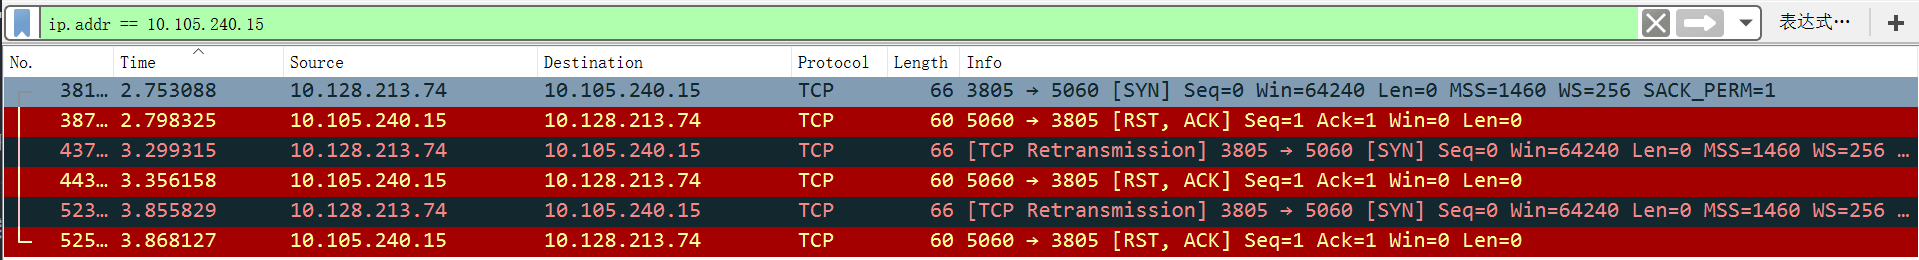 ip.addr == 10.105.240.15 表达式… +
No. Time Source Destination Protocol Length Info
381… 2.753088 10.128.213.74 10.105.240.15 TCP 66 3805 → 5060 [SYN] Seq=0 Win=64240 Len=0 MSS=1460 WS=256 SACK_PERM=1
387… 2.798325 10.105.240.15 10.128.213.74 TCP 60 5060 → 3805 [RST, ACK] Seq=1 Ack=1 Win=0 Len=0
437… 3.299315 10.128.213.74 10.105.240.15 TCP 66 [TCP Retransmission] 3805 → 5060 [SYN] Seq=0 Win=64240 Len=0 MSS=1460 WS=256 …
443… 3.356158 10.105.240.15 10.128.213.74 TCP 60 5060 → 3805 [RST, ACK] Seq=1 Ack=1 Win=0 Len=0
523… 3.855829 10.128.213.74 10.105.240.15 TCP 66 [TCP Retransmission] 3805 → 5060 [SYN] Seq=0 Win=64240 Len=0 MSS=1460 WS=256 …
525… 3.868127 10.105.240.15 10.128.213.74 TCP 60 5060 → 3805 [RST, ACK] Seq=1 Ack=1 Win=0 Len=0